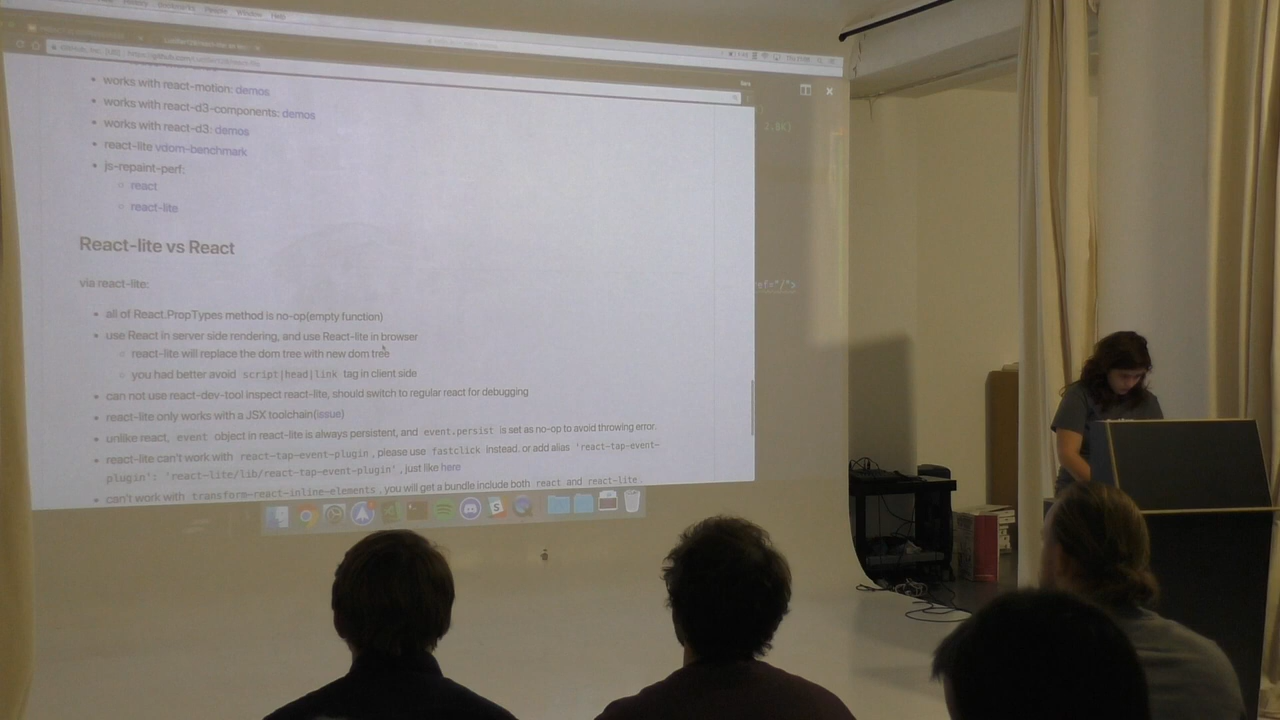 Bookmarks People Window Help
works with react-motion: demos
works with react-d3-components: demos
works with react-d3: demos
react-lite vdom-benchmark
js-repaint-perf:
react
react-lite
React-lite vs React
via react-lite:
all of React.PropTypes method is no-op(empty function)
use React in server side rendering, and use React-lite in browser
react-lite will replace the dom tree with new dom tree
you had better avoid script|head|link tag in client side
can not use react-dev-tool inspect react-lite, should switch to regular react for debugging
react-lite only works with a JSX toolchain(issue)
unlike react, event object in react-lite is always persistent, and event.persist is set as no-op to avoid throwing error.
react-lite can't work with react-tap-event-plugin, please use fastclick instead. or add alias 'react-tap-event-
plugin': 'react-lite/lib/react-tap-event-plugin', just like here
can't work with transform-react-inline-elements, you will get a bundle include both react and react-lite.